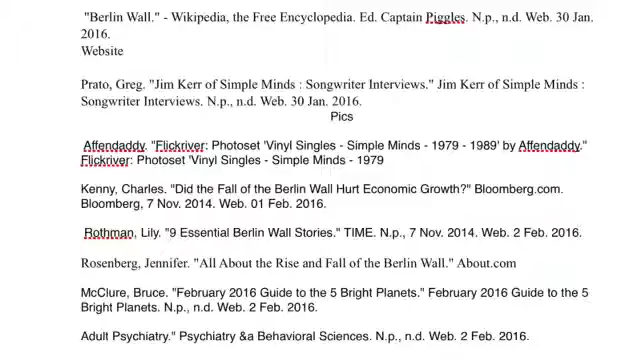 "Berlin Wall." - Wikipedia, the Free Encyclopedia. Ed. Captain Piggles. N.p., n.d. Web. 30 Jan.
2016.
Website
Prato, Greg. "Jim Kerr of Simple Minds : Songwriter Interviews." Jim Kerr of Simple Minds :
Songwriter Interviews. N.p., n.d. Web. 30 Jan. 2016.
Pics
Affendaddy. "Flickriver: Photoset 'Vinyl Singles - Simple Minds - 1979 - 1989' by Affendaddy."
Flickriver: Photoset 'Vinyl Singles - Simple Minds - 1979
Kenny, Charles. "Did the Fall of the Berlin Wall Hurt Economic Growth?" Bloomberg.com.
Bloomberg, 7 Nov. 2014. Web. 01 Feb. 2016.
Rothman, Lily. "9 Essential Berlin Wall Stories." TIME. N.p., 7 Nov. 2014. Web. 2 Feb. 2016.
Rosenberg, Jennifer. "All About the Rise and Fall of the Berlin Wall." About.com
McClure, Bruce. "February 2016 Guide to the 5 Bright Planets." February 2016 Guide to the 5
Bright Planets. N.p., n.d. Web. 2 Feb. 2016.
Adult Psychiatry." Psychiatry &a Behavioral Sciences. N.p., n.d. Web. 2 Feb. 2016.